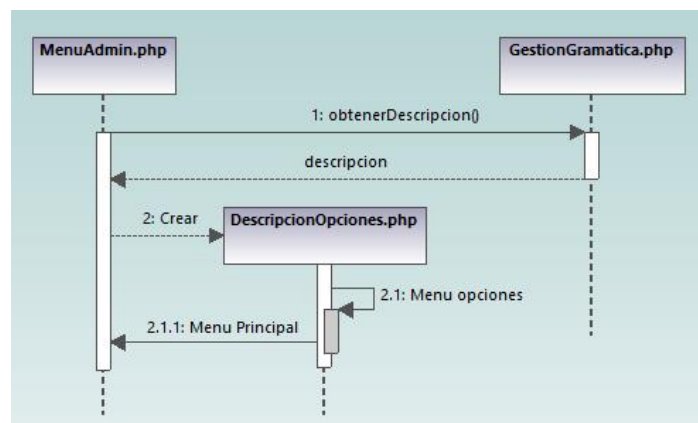 MenuAdmin.php
GestionGramatica.php
1: obtenerDescripcion()
descripcion
2: Crear
DescripcionOpciones.php
2.1: Menu opciones
2.1.1: Menu Principal